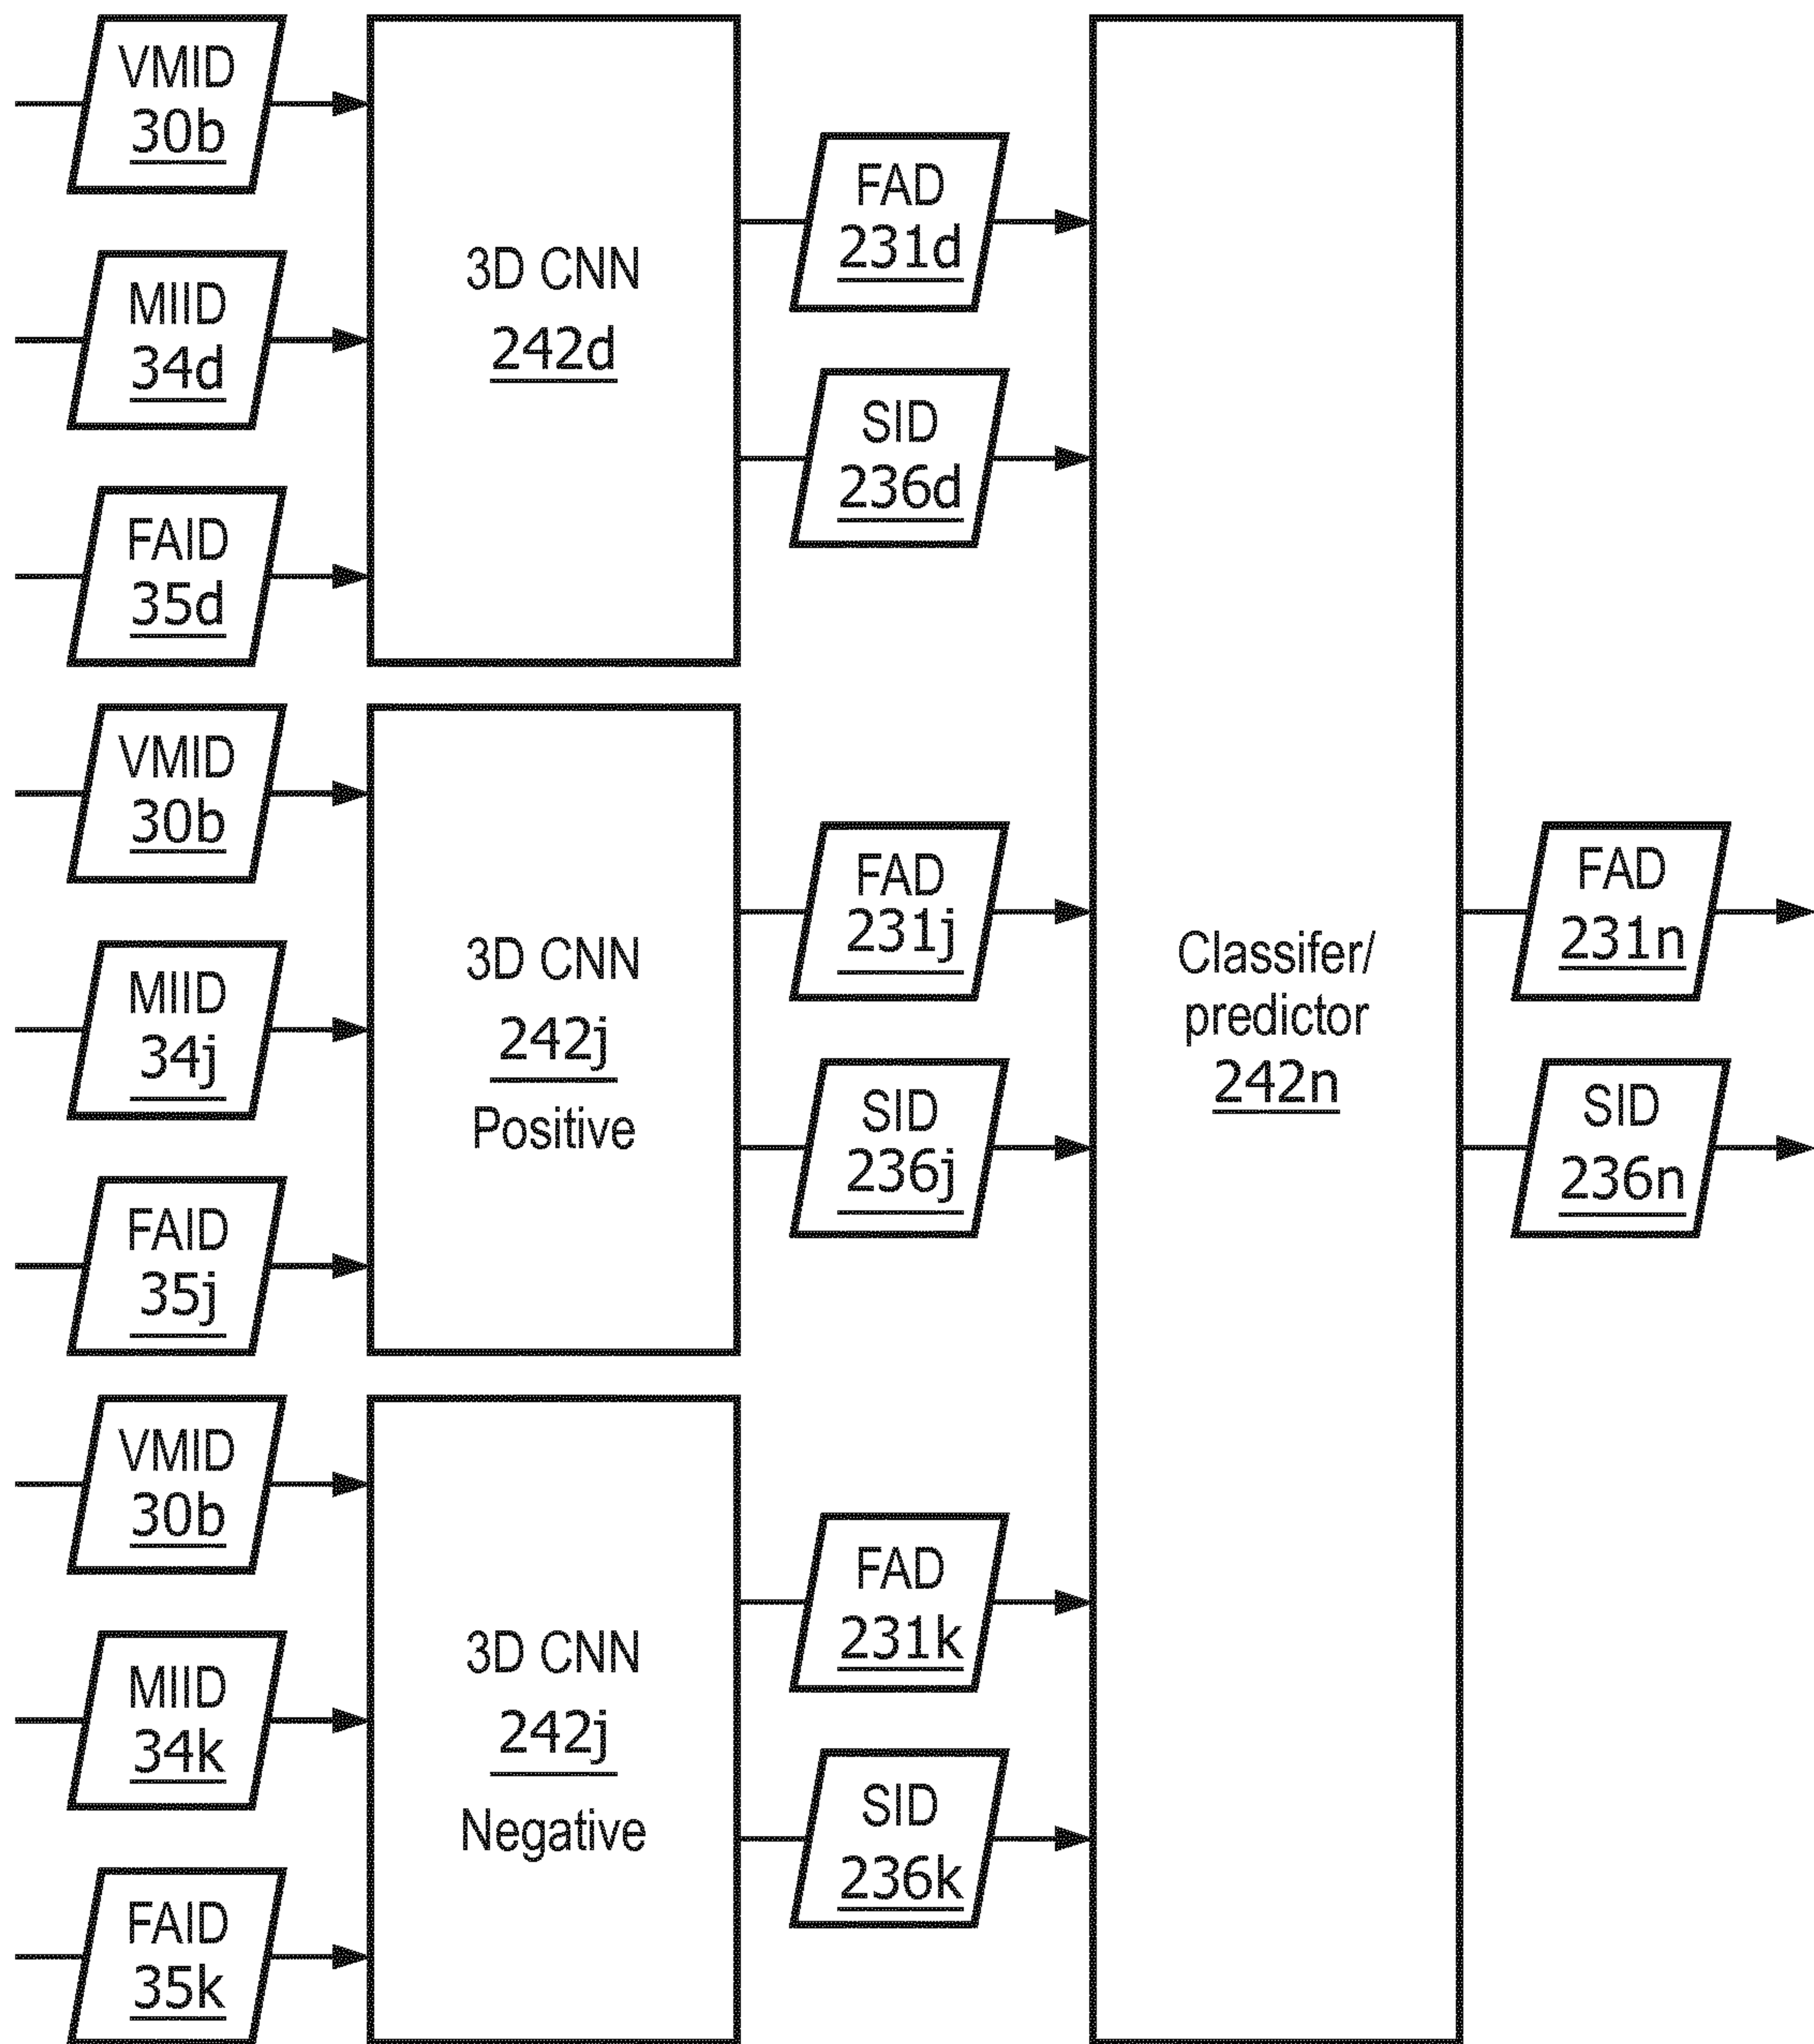 VMID
30b
MIID
34d
FAID
35d
3D CNN
242d
FAD
231d
SID
236d
VMID
30b
MIID
34j
FAID
35j
3D CNN
242j
Positive
FAD
231j
SID
236j
VMID
30b
MIID
34k
FAID
35k
3D CNN
242j
Negative
FAD
231k
SID
236k
Classifer/
predictor
242n
FAD
231n
SID
236n